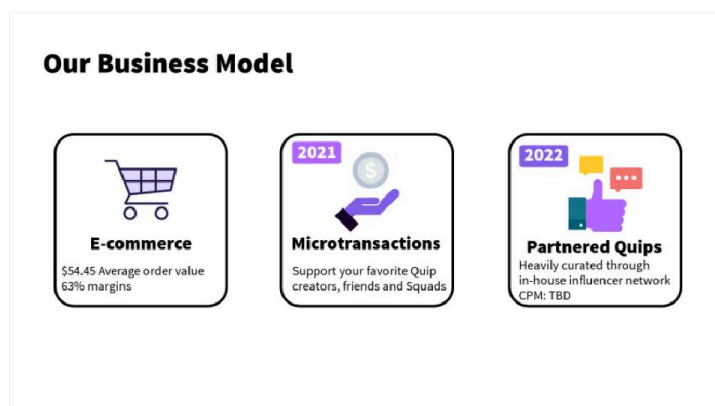 Our Business Model
E-commerce
$54.45 Average order value
63% margins
2021
$
Microtransactions
Support your favorite Quip
creators, friends and Squads
2022
Partnered Quips
Heavily curated through
in-house influencer network
CPM: TBD